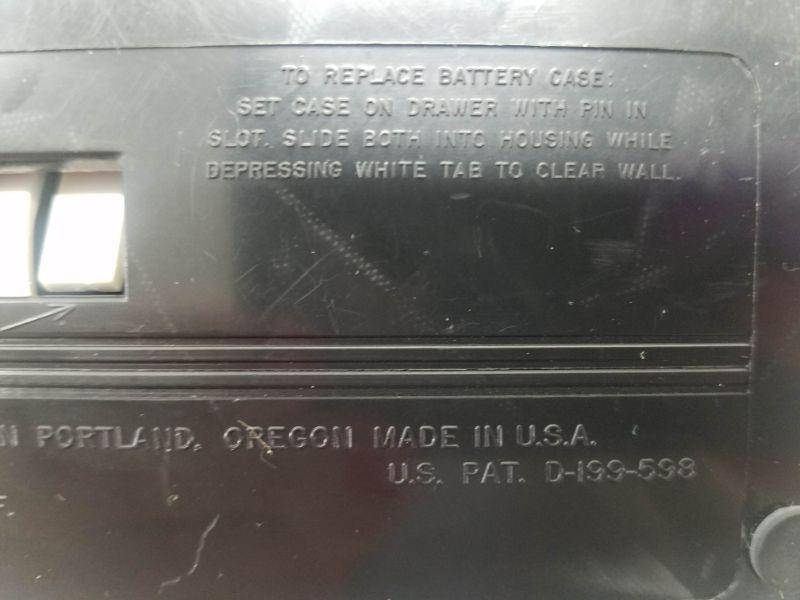 TO REPLACE BATTERY CASE:
SET CASE ON DRAWER WITH PIN IN
SLOT. SLIDE BOTH INTO HOUSING WHILE
DEPRESSING WHITE TAB TO CLEAR WALL.
N PORTLAND, OREGON MADE IN U.S.A.
U.S. PAT. D-199-598
F.